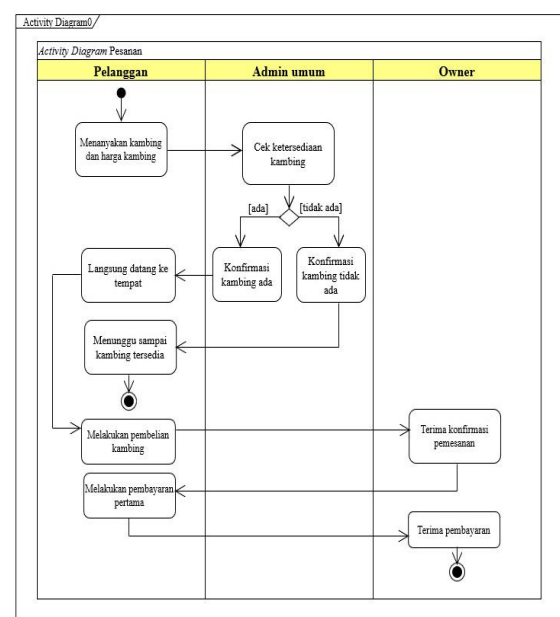 Activity Diagram0
Activity Diagram Pesanan
Pelanggan
Admin umum
Owner
Menanyakan kambing
dan harga kambing
Cek ketersediaan
kambing
[ada]
[tidak ada]
Langsung datang ke
tempat
Konfirmasi
kambing ada
Konfirmasi
kambing tidak
ada
Menunggu sampai
kambing tersedia
Melakukan pembelian
kambing
Terima konfirmasi
pemesanan
Melakukan pembayaran
pertama
Terima pembayaran